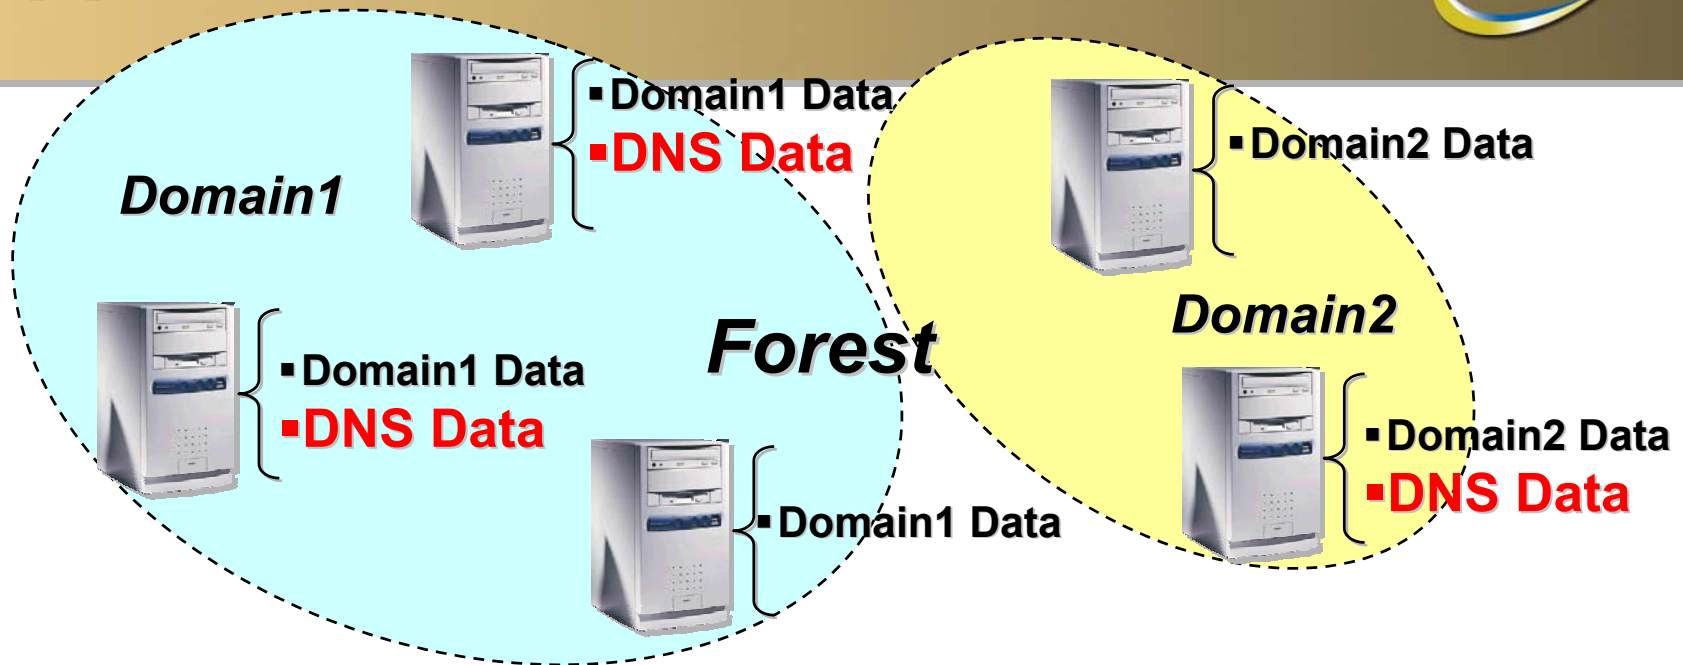 ▪Domain1 Data
▪DNS Data
▪Domain2 Data
Domain1
Domain2
Forest
▪Domain1 Data
▪DNS Data
▪Domain2 Data
▪DNS Data
▪Domain1 Data